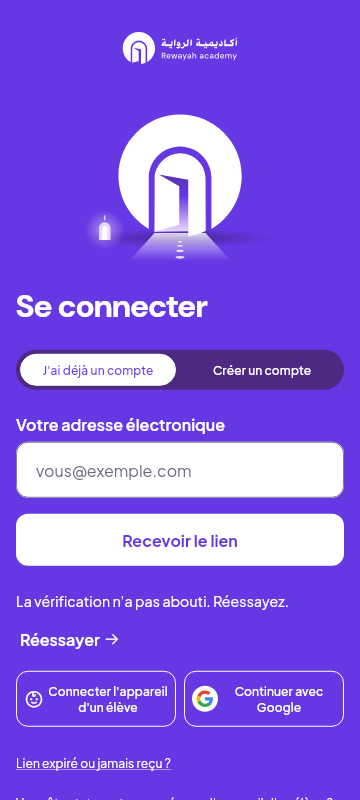 أكاديمية الرواية
Rewayah academy
Se connecter
J'ai déjà un compte
Créer un compte
Votre adresse électronique
vous@exemple.com
Recevoir le lien
La vérification n'a pas abouti. Réessayez.
Réessayer →
Connecter l'appareil
d'un élève
Continuer avec
Google
Lien expiré ou jamais reçu ?